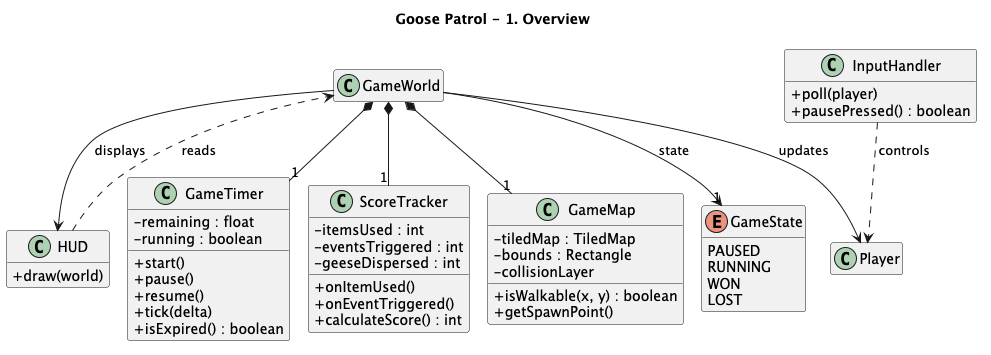 Goose Patrol - 1. Overview
C GameWorld
C InputHandler
+poll(player)
+pausePressed() : boolean
displays
reads
state
updates
controls
1
1
1
1
C HUD
+draw(world)
C GameTimer
-remaining : float
-running : boolean
+start()
+pause()
+resume()
+tick(delta)
+isExpired() : boolean
C ScoreTracker
-itemsUsed : int
-eventsTriggered : int
-geeseDispersed : int
+onItemUsed()
+onEventTriggered()
+calculateScore() : int
C GameMap
-tiledMap : TiledMap
-bounds : Rectangle
-collisionLayer
+isWalkable(x, y) : boolean
+getSpawnPoint()
E GameState
PAUSED
RUNNING
WON
LOST
C Player